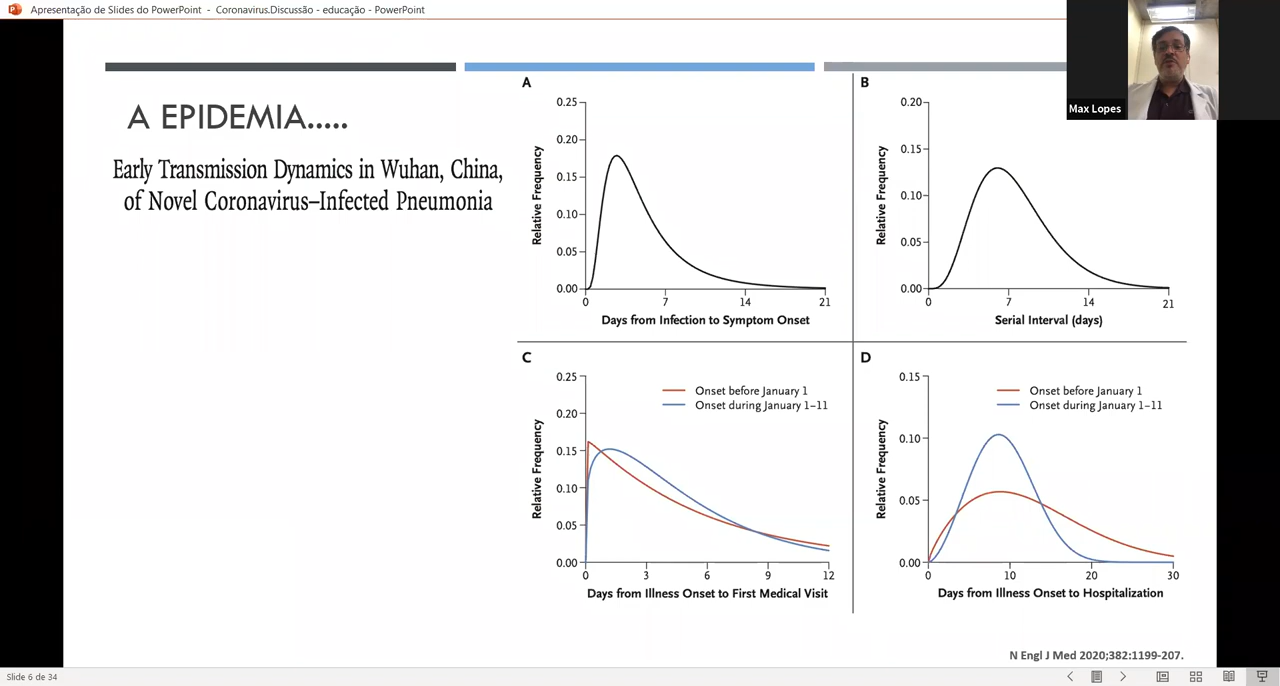 Apresentação de Slides do PowerPoint - Coronavirus.Discussão - educação - PowerPoint
Max Lopes
A EPIDEMIA.....
Early Transmission Dynamics in Wuhan, China,
of Novel Coronavirus–Infected Pneumonia
A
Relative Frequency
0.25
0.20
0.15
0.10
0.05
0.00
0 7 14 21
Days from Infection to Symptom Onset
B
Relative Frequency
0.20
0.15
0.10
0.05
0.00
0 7 14 21
Serial Interval (days)
C
Onset before January 1
Onset during January 1–11
Relative Frequency
0.25
0.20
0.15
0.10
0.05
0.00
0 3 6 9 12
Days from Illness Onset to First Medical Visit
D
Onset before January 1
Onset during January 1–11
Relative Frequency
0.15
0.10
0.05
0.00
0 10 20 30
Days from Illness Onset to Hospitalization
N Engl J Med 2020;382:1199-207.
Slide 6 de 34